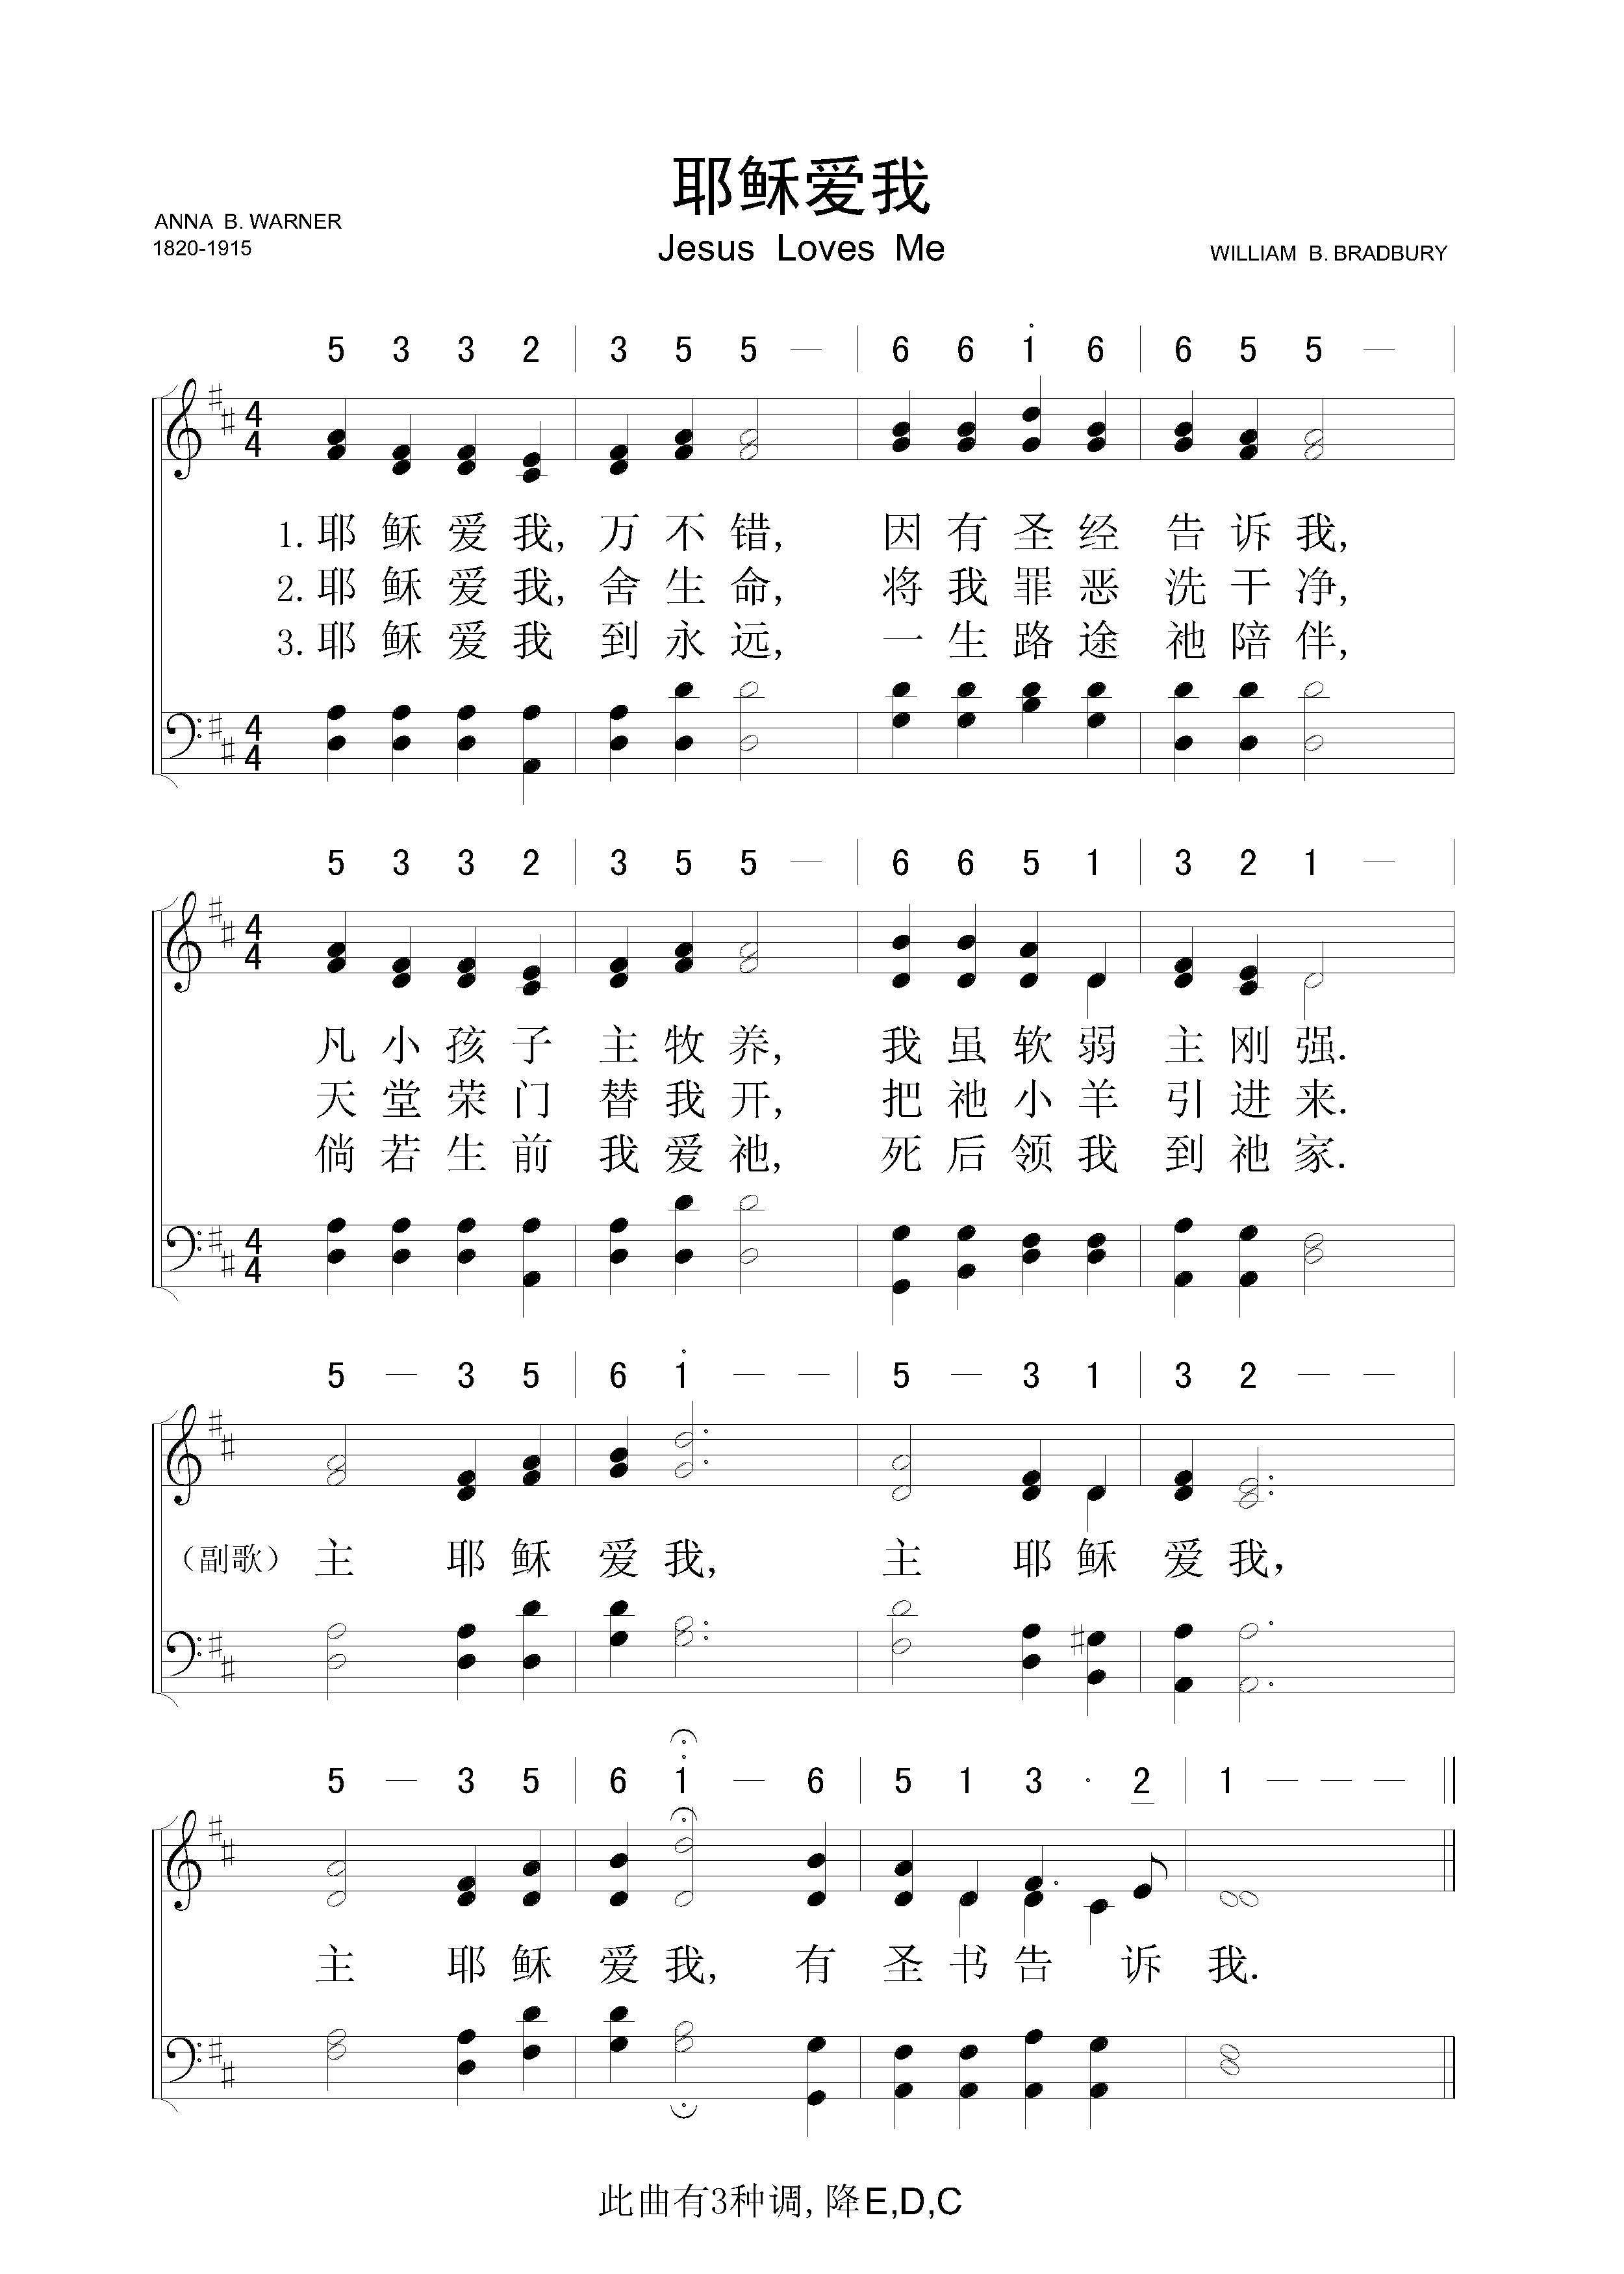 耶稣爱我
ANNA B. WARNER
1820-1915
Jesus Loves Me
WILLIAM B. BRADBURY
5 3 3 2 | 3 5 5 — | 6 6 i̇ 6 | 6 5 5 — |
4 4
1.耶 稣 爱 我, 万 不 错, 因 有 圣 经 告 诉 我,
2.耶 稣 爱 我, 舍 生 命, 将 我 罪 恶 洗 干 净,
3.耶 稣 爱 我 到 永 远, 一 生 路 途 祂 陪 伴,
4 4
5 3 3 2 | 3 5 5 — | 6 6 5 1 | 3 2 1 — |
4 4
凡 小 孩 子 主 牧 养, 我 虽 软 弱 主 刚 强.
天 堂 荣 门 替 我 开, 把 祂 小 羊 引 进 来.
倘 若 生 前 我 爱 祂, 死 后 领 我 到 祂 家.
4 4
5 — 3 5 | 6 1̇ — — | 5 — 3 1 | 3 2 — — |
（副歌） 主 耶 稣 爱 我, 主 耶 稣 爱 我,
5 — 3 5 | 6 1̇ — 6 | 5 1 3 · 2 | 1 — — — ‖
主 耶 稣 爱 我, 有 圣 书 告 诉 我.
此曲有3种调,降E,D,C